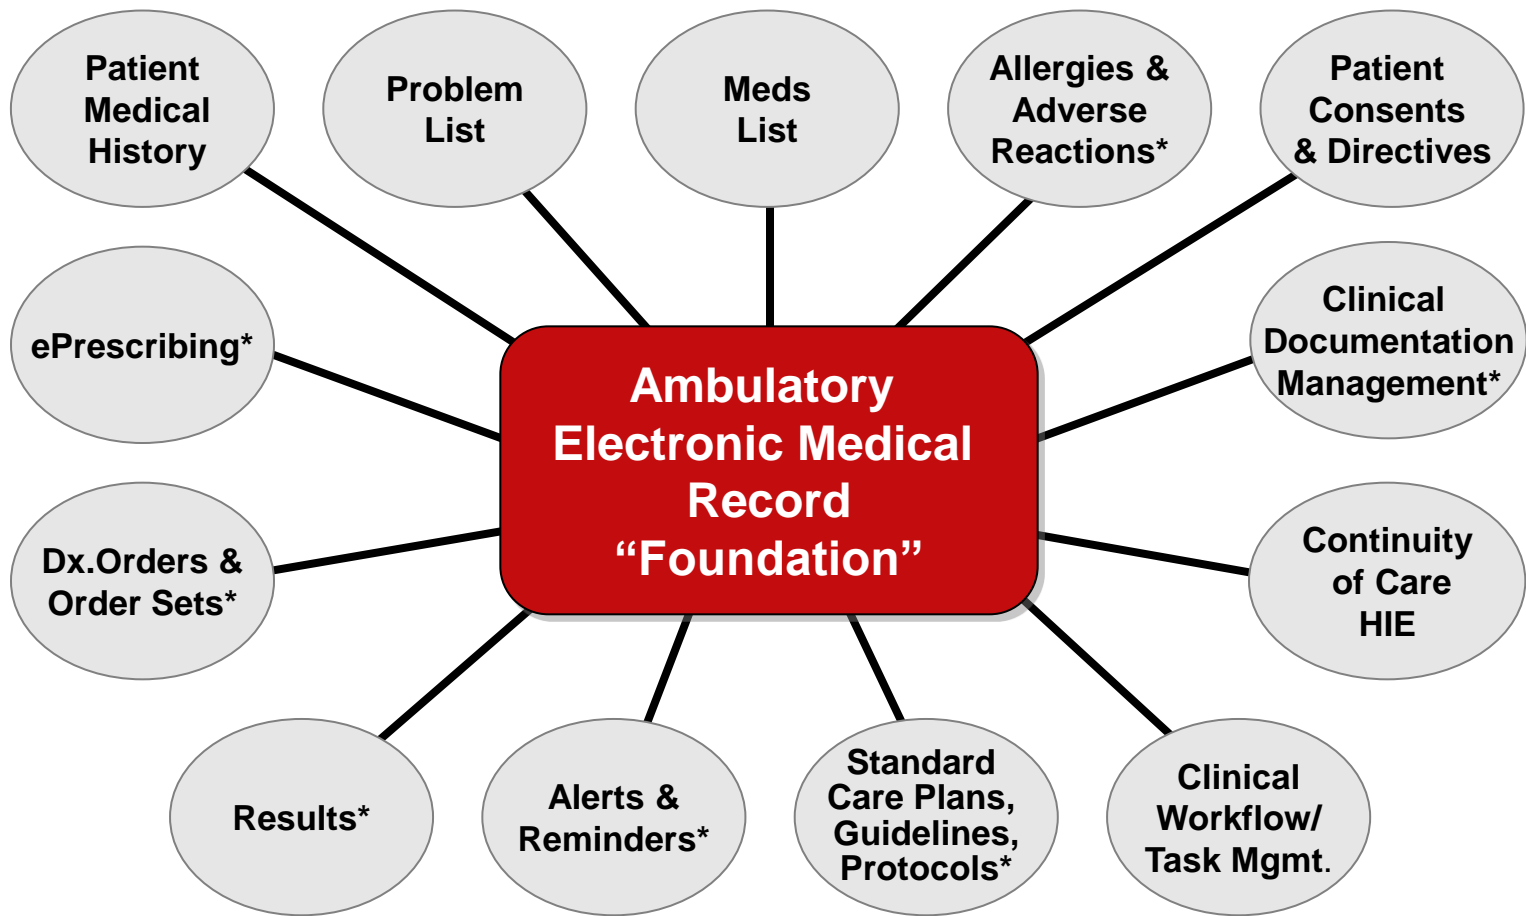 Patient
Medical
History
Problem
List
Meds
List
Allergies &
Adverse
Reactions*
Patient
Consents
& Directives
ePrescribing*
Clinical
Documentation
Management*
Ambulatory
Electronic Medical
Record
“Foundation”
Dx.Orders &
Order Sets*
Continuity
of Care
HIE
Results*
Alerts &
Reminders*
Standard
Care Plans,
Guidelines,
Protocols*
Clinical
Workflow/
Task Mgmt.